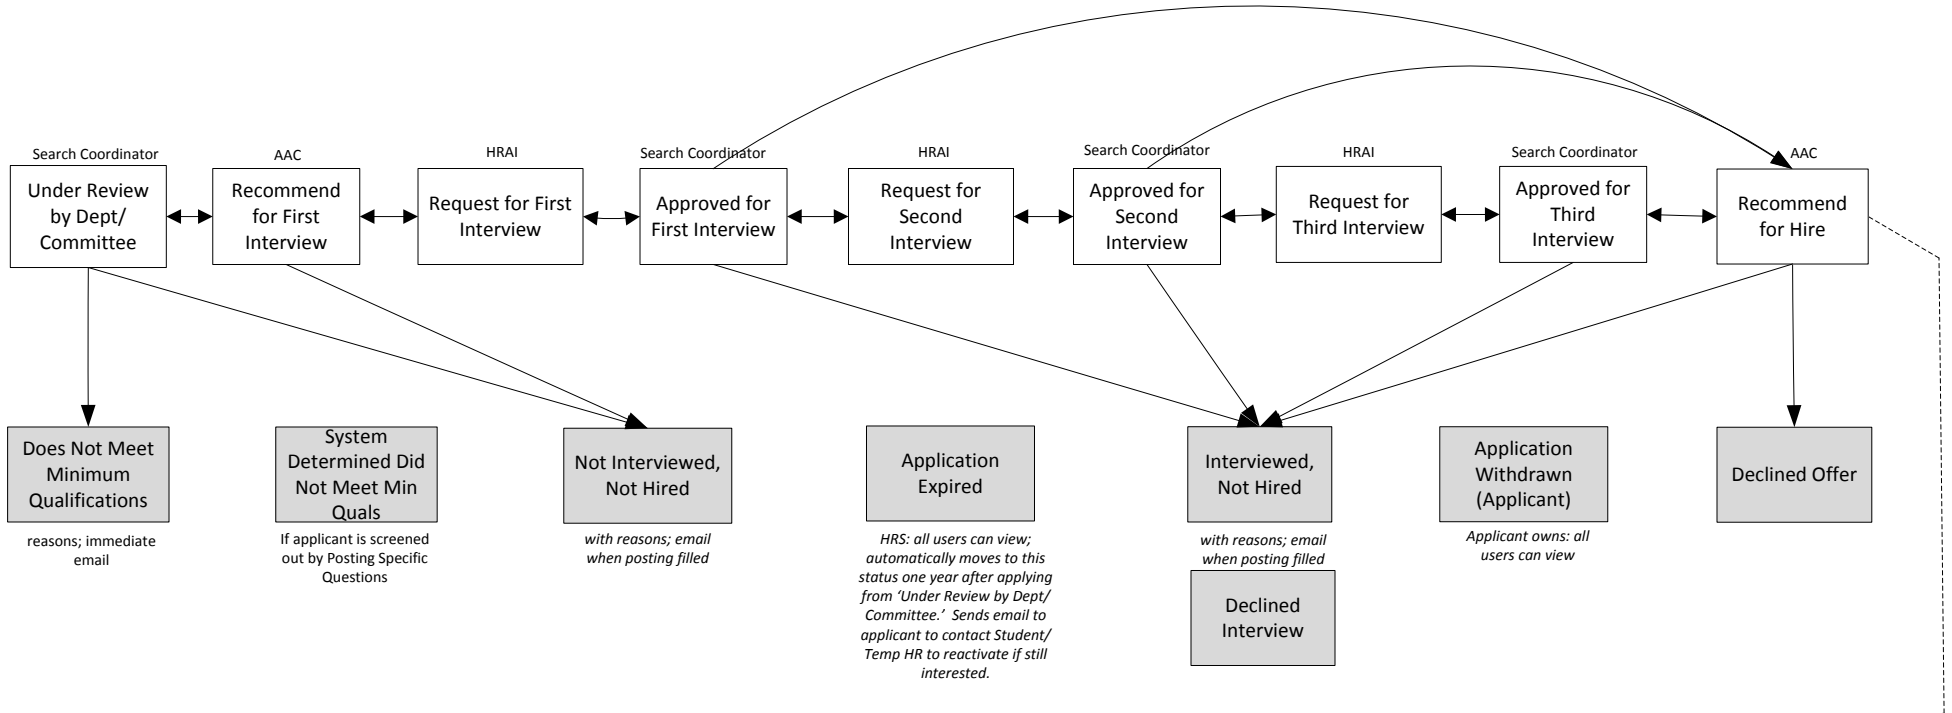 Search Coordinator
Under Review
by Dept/
Committee
AAC
Recommend
for First
Interview
HRAI
Request for First
Interview
Search Coordinator
Approved for
First Interview
HRAI
Request for
Second
Interview
Search Coordinator
Approved for
Second
Interview
HRAI
Request for
Third Interview
Search Coordinator
Approved for
Third
Interview
AAC
Recommend
for Hire
Does Not Meet
Minimum
Qualifications
reasons; immediate
email
System
Determined Did
Not Meet Min
Quals
If applicant is screened
out by Posting Specific
Questions
Not Interviewed,
Not Hired
with reasons; email
when posting filled
Application
Expired
HRS: all users can view;
automatically moves to this
status one year after applying
from ‘Under Review by Dept/
Committee.’  Sends email to
applicant to contact Student/
Temp HR to reactivate if still
interested.
Interviewed,
Not Hired
with reasons; email
when posting filled
Declined
Interview
Application
Withdrawn
(Applicant)
Applicant owns: all
users can view
Declined Offer